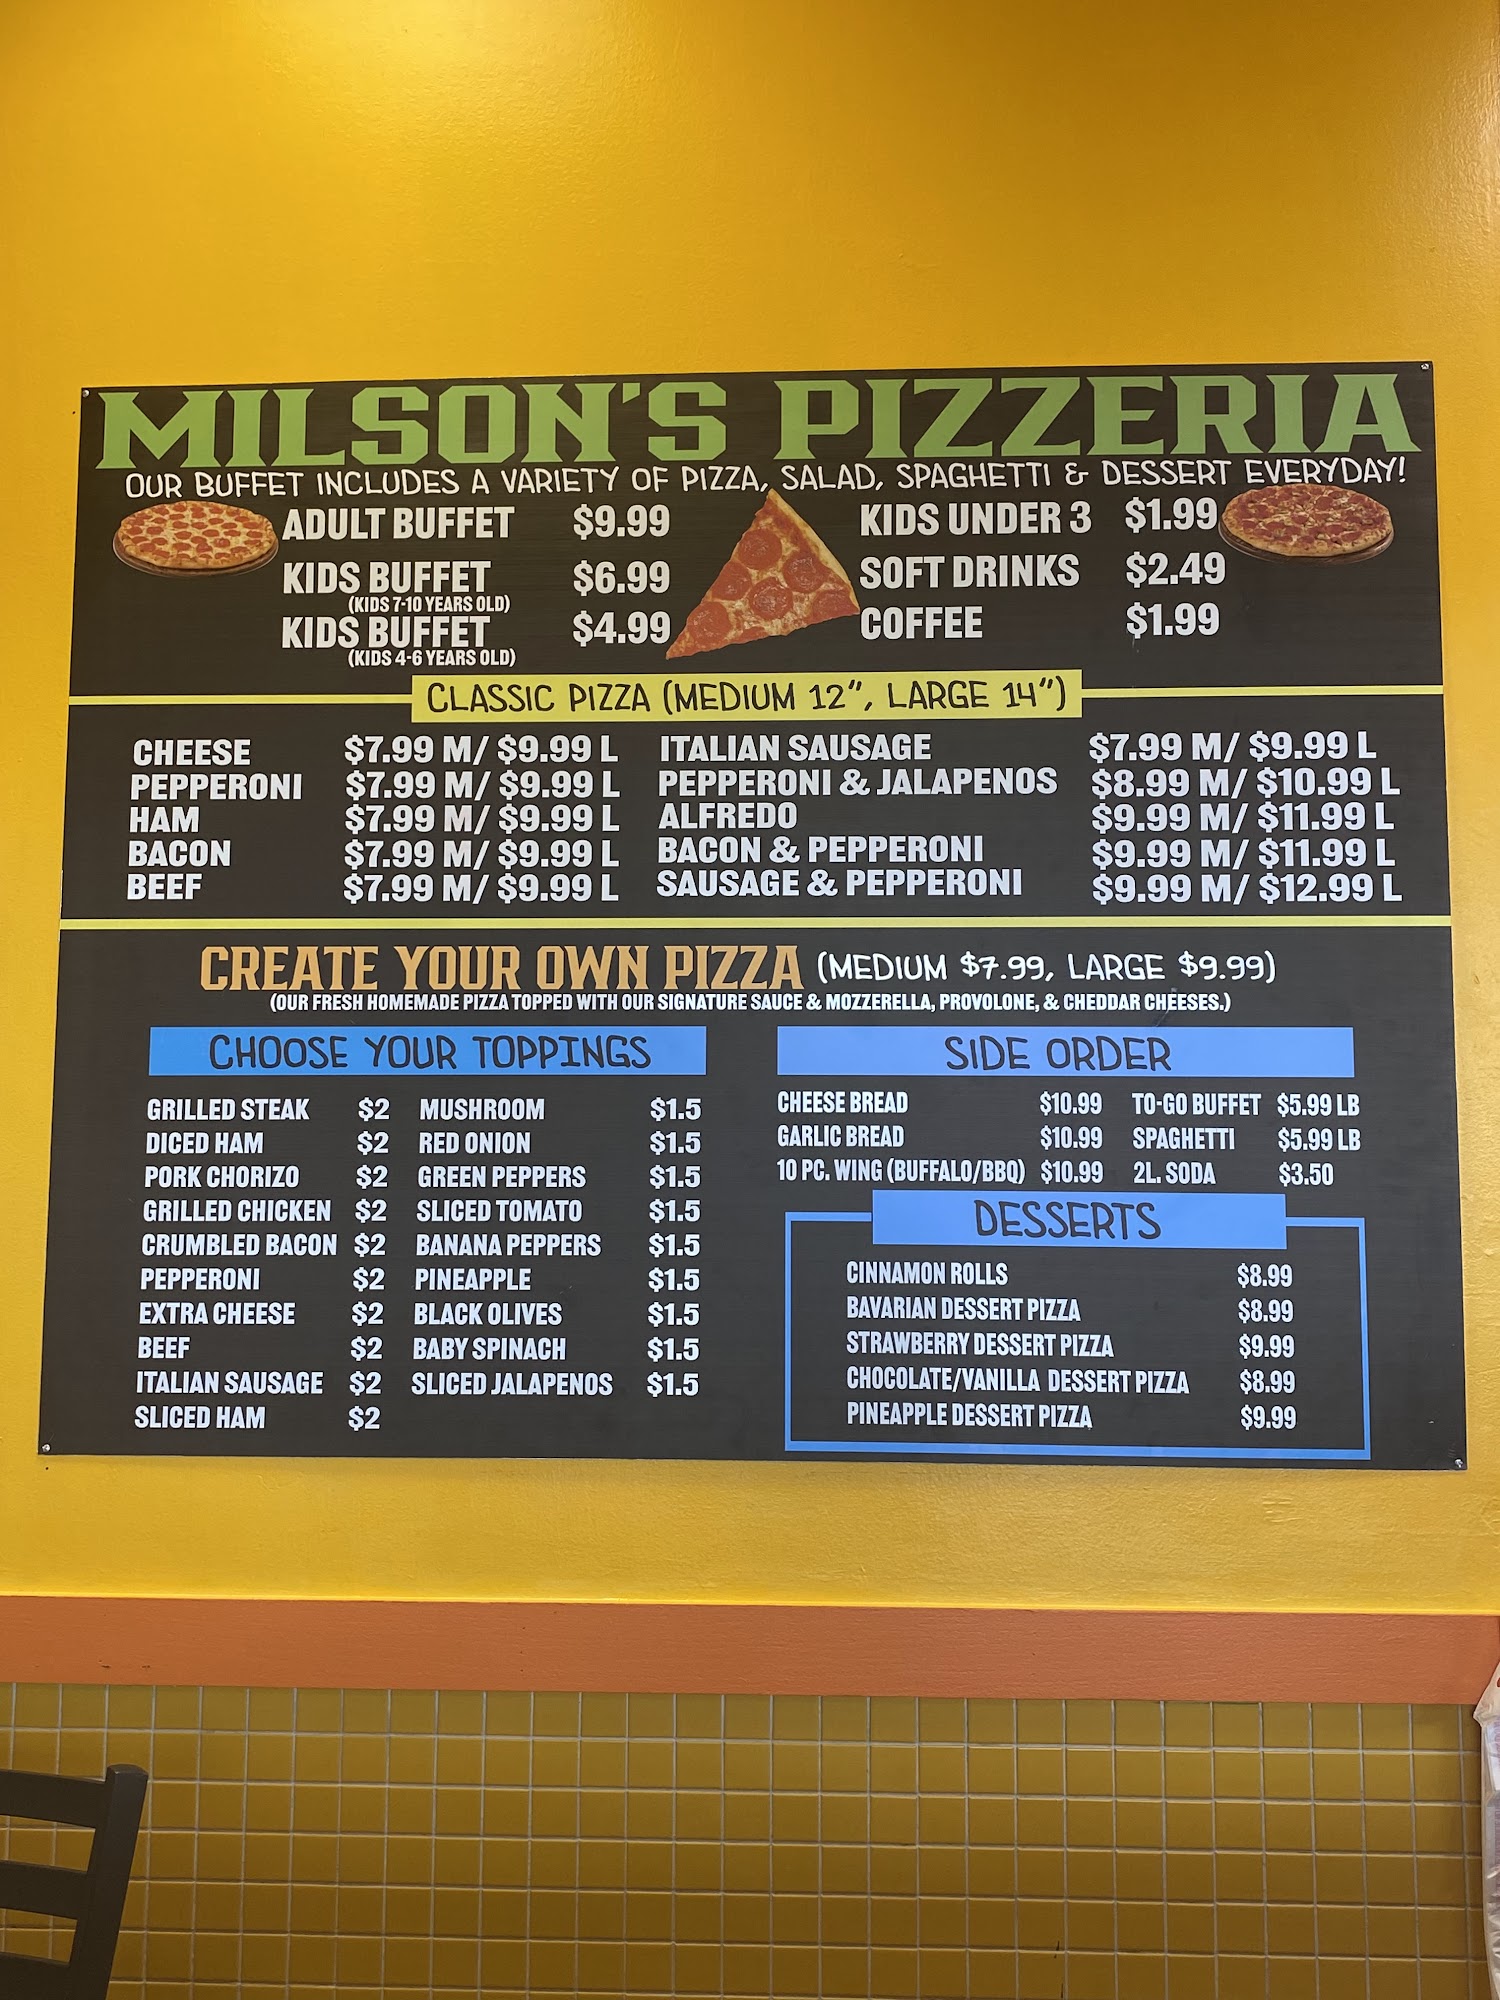 MILSON'S PIZZERIA
OUR BUFFET INCLUDES A VARIETY OF PIZZA, SALAD, SPAGHETTI & DESSERT EVERYDAY!
ADULT BUFFET $9.99
KIDS BUFFET $6.99
(KIDS 7-10 YEARS OLD)
KIDS BUFFET $4.99
(KIDS 4-6 YEARS OLD)
KIDS UNDER 3 $1.99
SOFT DRINKS $2.49
COFFEE $1.99
CLASSIC PIZZA (MEDIUM 12", LARGE 14")
CHEESE $7.99 M/ $9.99 L
PEPPERONI $7.99 M/ $9.99 L
HAM $7.99 M/ $9.99 L
BACON $7.99 M/ $9.99 L
BEEF $7.99 M/ $9.99 L
ITALIAN SAUSAGE $7.99 M/ $9.99 L
PEPPERONI & JALAPENOS $8.99 M/ $10.99 L
ALFREDO $9.99 M/ $11.99 L
BACON & PEPPERONI $9.99 M/ $11.99 L
SAUSAGE & PEPPERONI $9.99 M/ $12.99 L
CREATE YOUR OWN PIZZA (MEDIUM $7.99, LARGE $9.99)
(OUR FRESH HOMEMADE PIZZA TOPPED WITH OUR SIGNATURE SAUCE & MOZZERELLA, PROVOLONE, & CHEDDAR CHEESES.)
CHOOSE YOUR TOPPINGS
GRILLED STEAK $2
DICED HAM $2
PORK CHORIZO $2
GRILLED CHICKEN $2
CRUMBLED BACON $2
PEPPERONI $2
EXTRA CHEESE $2
BEEF $2
ITALIAN SAUSAGE $2
SLICED HAM $2
MUSHROOM $1.5
RED ONION $1.5
GREEN PEPPERS $1.5
SLICED TOMATO $1.5
BANANA PEPPERS $1.5
PINEAPPLE $1.5
BLACK OLIVES $1.5
BABY SPINACH $1.5
SLICED JALAPENOS $1.5
SIDE ORDER
CHEESE BREAD $10.99
GARLIC BREAD $10.99
10 PC. WING (BUFFALO/BBQ) $10.99
TO-GO BUFFET $5.99 LB
SPAGHETTI $5.99 LB
2L. SODA $3.50
DESSERTS
CINNAMON ROLLS $8.99
BAVARIAN DESSERT PIZZA $8.99
STRAWBERRY DESSERT PIZZA $9.99
CHOCOLATE/VANILLA DESSERT PIZZA $8.99
PINEAPPLE DESSERT PIZZA $9.99